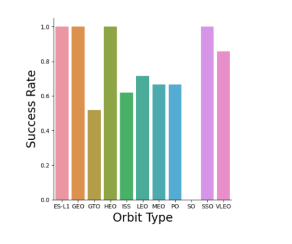 Success Rate
1.0
0.8
0.6
0.4
0.2
0.0
ES-L1 GEO GTO HEO ISS LEO MEO PO SO SSO VLEO
Orbit Type